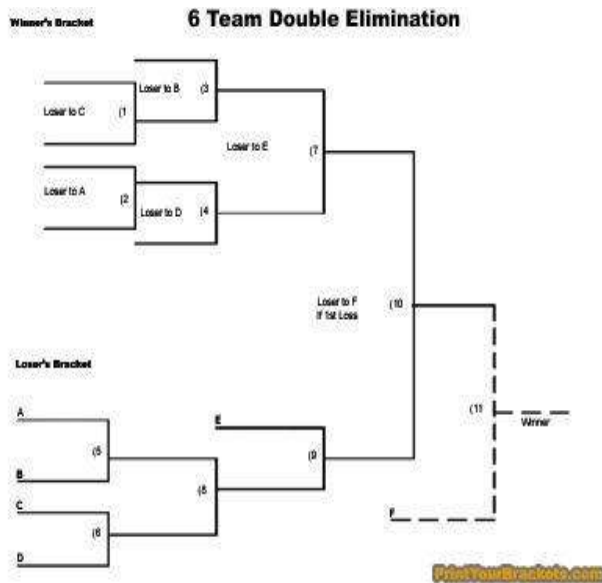 Winner's Bracket
6 Team Double Elimination
Loser to B
(3
Loser to C
(1
Loser to E
(7
Loser to A
(2
Loser to D
(4
Loser to F
If 1st Loss
(10
Loser's Bracket
A
E
(11
Winner
(5
(9
B
(8
C
F
(6
D
PrintYourBrackets.com